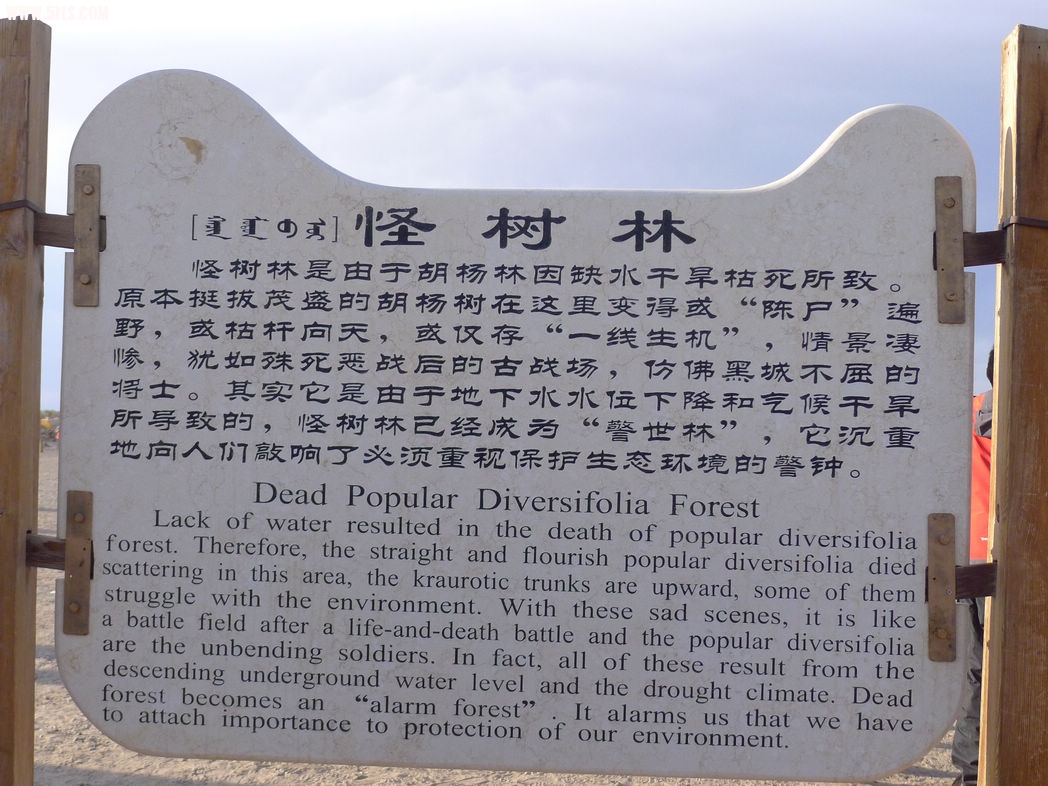 www.511s.com
怪树林
怪树林是由于胡杨林因缺水干旱枯死所致。
原本挺拔茂盛的胡杨树在这里变得或“陈尸”遍
野，或枯杆向天，或仅存“一线生机”，情景凄
惨，犹如殊死恶战后的古战场，仿佛黑城不屈的
将士。其实它是由于地下水水位下降和气候干旱
所导致的，怪树林已经成为“警世林”，它沉重
地向人们敲响了必须重视保护生态环境的警钟。
Dead Popular Diversifolia Forest
Lack of water resulted in the death of popular diversifolia
forest. Therefore, the straight and flourish popular diversifolia died
scattering in this area, the kraurotic trunks are upward, some of them
struggle with the environment. With these sad scenes, it is like
a battle field after a life-and-death battle and the popular diversifolia
are the unbending soldiers. In fact, all of these result from the
descending underground water level and the drought climate. Dead
forest becomes an “alarm forest”. It alarms us that we have
to attach importance to protection of our environment.